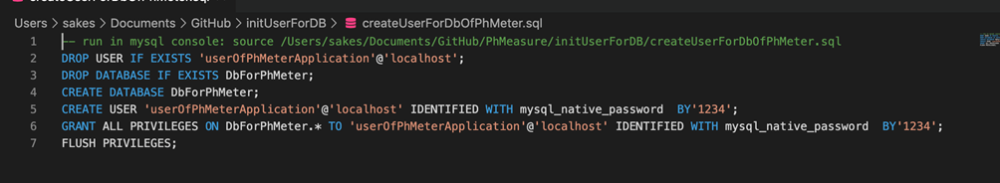 Users > sakes > Documents > GitHub > initUserForDB > createUserForDbOfPhMeter.sql
1 -- run in mysql console: source /Users/sakes/Documents/GitHub/PhMeasure/initUserForDB/createUserForDbOfPhMeter.sql
2 DROP USER IF EXISTS 'userOfPhMeterApplication'@'localhost';
3 DROP DATABASE IF EXISTS DbForPhMeter;
4 CREATE DATABASE DbForPhMeter;
5 CREATE USER 'userOfPhMeterApplication'@'localhost' IDENTIFIED WITH mysql_native_password  BY'1234';
6 GRANT ALL PRIVILEGES ON DbForPhMeter.* TO 'userOfPhMeterApplication'@'localhost' IDENTIFIED WITH mysql_native_password  BY'1234';
7 FLUSH PRIVILEGES;